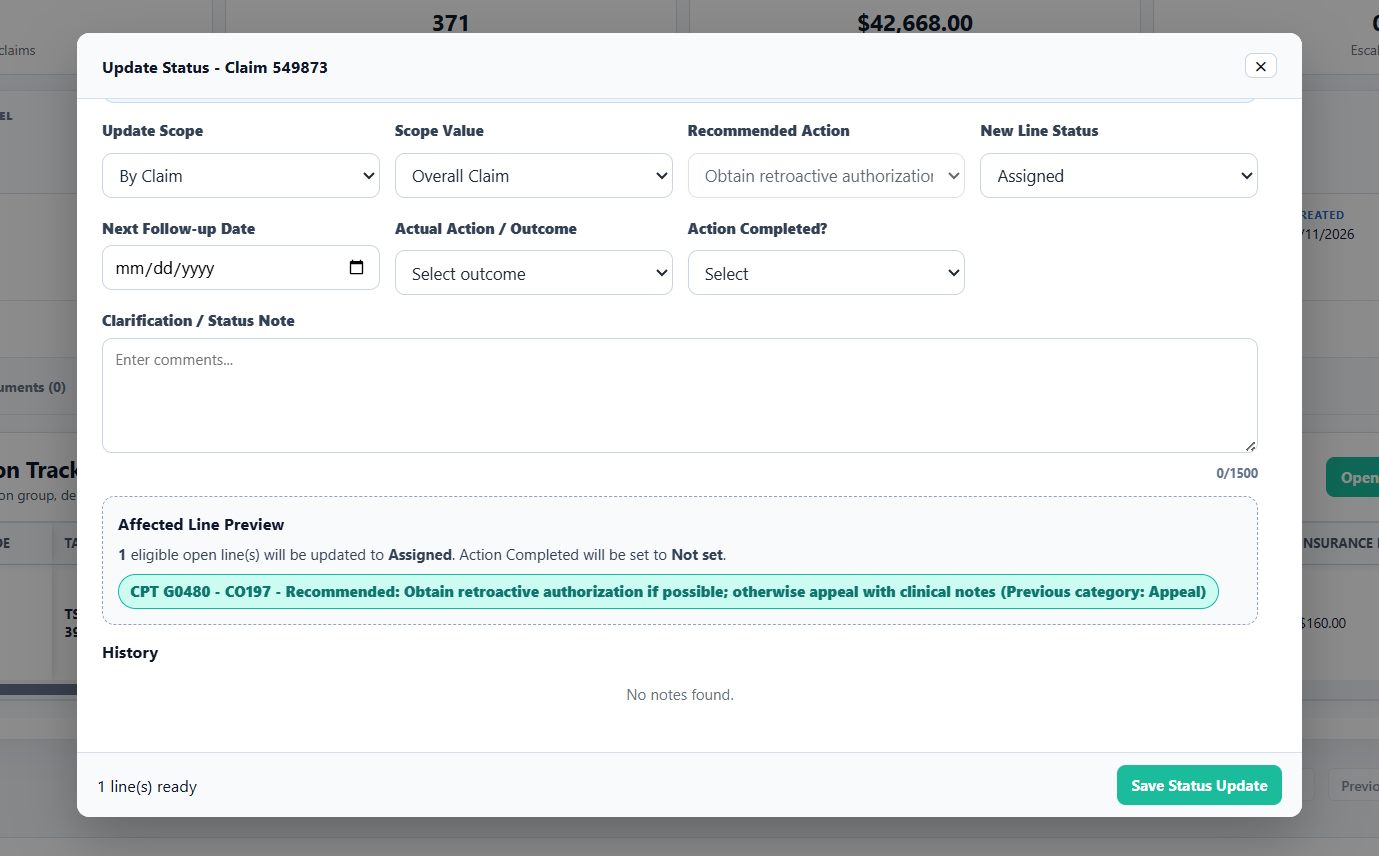 371
$42,668.00
claims
Escal
Update Status - Claim 549873
Update Scope
Scope Value
Recommended Action
New Line Status
By Claim
Overall Claim
Obtain retroactive authorization
Assigned
Next Follow-up Date
Actual Action / Outcome
Action Completed?
REATED
/11/2026
mm/dd/yyyy
Select outcome
Select
Clarification / Status Note
Enter comments...
uments (0)
0/1500
on Track
on group, de
Open
Affected Line Preview
1 eligible open line(s) will be updated to Assigned. Action Completed will be set to Not set.
DE
TA
NSURANCE
CPT G0480 - CO197 - Recommended: Obtain retroactive authorization if possible; otherwise appeal with clinical notes (Previous category: Appeal)
TS
39
$160.00
History
No notes found.
1 line(s) ready
Save Status Update
Previo